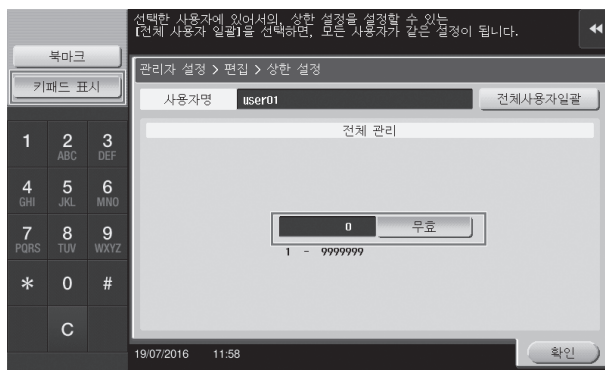 선택한 사용자에 있어서의, 상한 설정을 설정할 수 있는
[전체 사용자 일괄]을 선택하면, 모든 사용자가 같은 설정이 됩니다.
북마크
키패드 표시
관리자 설정 > 편집 > 상한 설정
사용자명 user01 전체사용자일괄
전체 관리
1 2 ABC 3 DEF
4 GHI 5 JKL 6 MNO
7 PQRS 8 TUV 9 WXYZ
* 0 #
C
0 무효
1 - 9999999
19/07/2016 11:58
확인